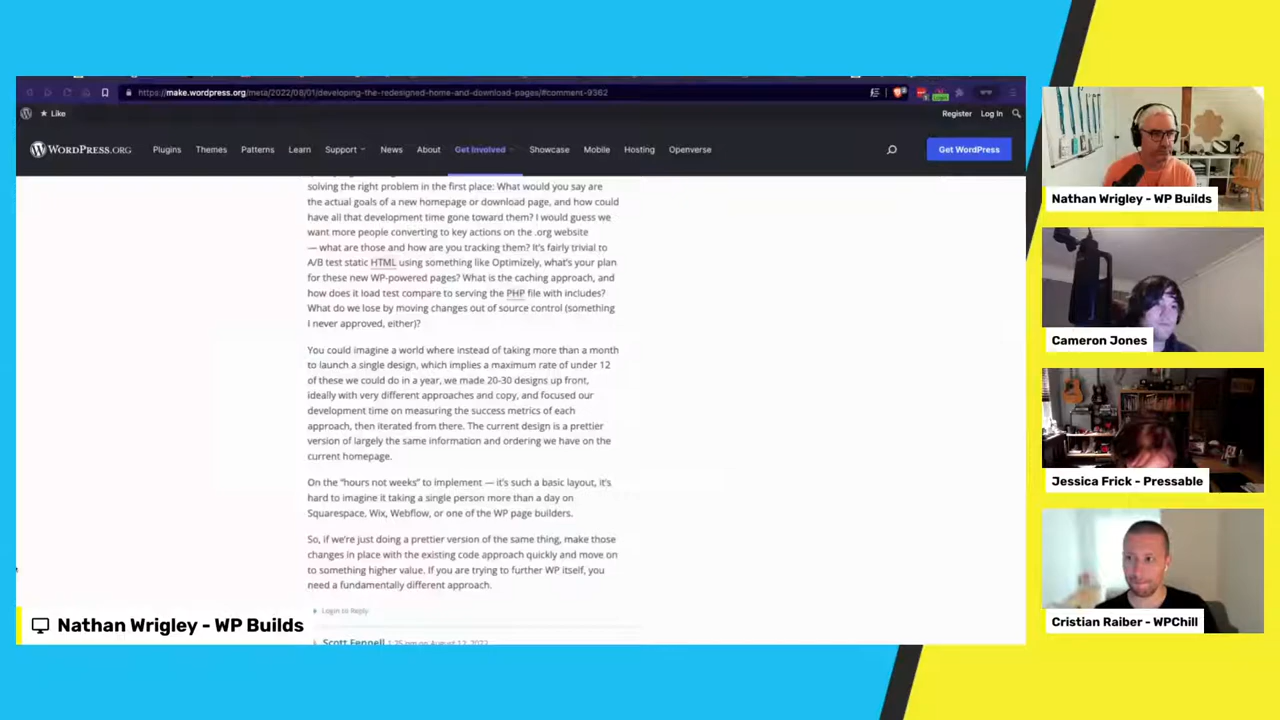 https://make.wordpress.org/meta/2022/08/01/developing-the-redesigned-home-and-download-pages/#comment-9362
Like
Register Log In
WORDPRESS.ORG Plugins Themes Patterns Learn Support News About Get Involved Showcase Mobile Hosting Openverse Get WordPress
solving the right problem in the first place: What would you say are
the actual goals of a new homepage or download page, and how could
have all that development time gone toward them? I would guess we
want more people converting to key actions on the .org website
— what are those and how are you tracking them? It's fairly trivial to
A/B test static HTML using something like Optimizely, what's your plan
for these new WP-powered pages? What is the caching approach, and
how does it load test compare to serving the PHP file with includes?
What do we lose by moving changes out of source control (something
I never approved, either)?
You could imagine a world where instead of taking more than a month
to launch a single design, which implies a maximum rate of under 12
of these we could do in a year, we made 20-30 designs up front,
ideally with very different approaches and copy, and focused our
development time on measuring the success metrics of each
approach, then iterated from there. The current design is a prettier
version of largely the same information and ordering we have on the
current homepage.
On the “hours not weeks” to implement — it's such a basic layout, it's
hard to imagine it taking a single person more than a day on
Squarespace, Wix, Webflow, or one of the WP page builders.
So, if we're just doing a prettier version of the same thing, make those
changes in place with the existing code approach quickly and move on
to something higher value. If you are trying to further WP itself, you
need a fundamentally different approach.
Login to Reply
Scott Fennell 1:25 pm on August 12, 2022
Nathan Wrigley - WP Builds
Nathan Wrigley - WP Builds
Cameron Jones
Jessica Frick - Pressable
Cristian Raiber - WPChill